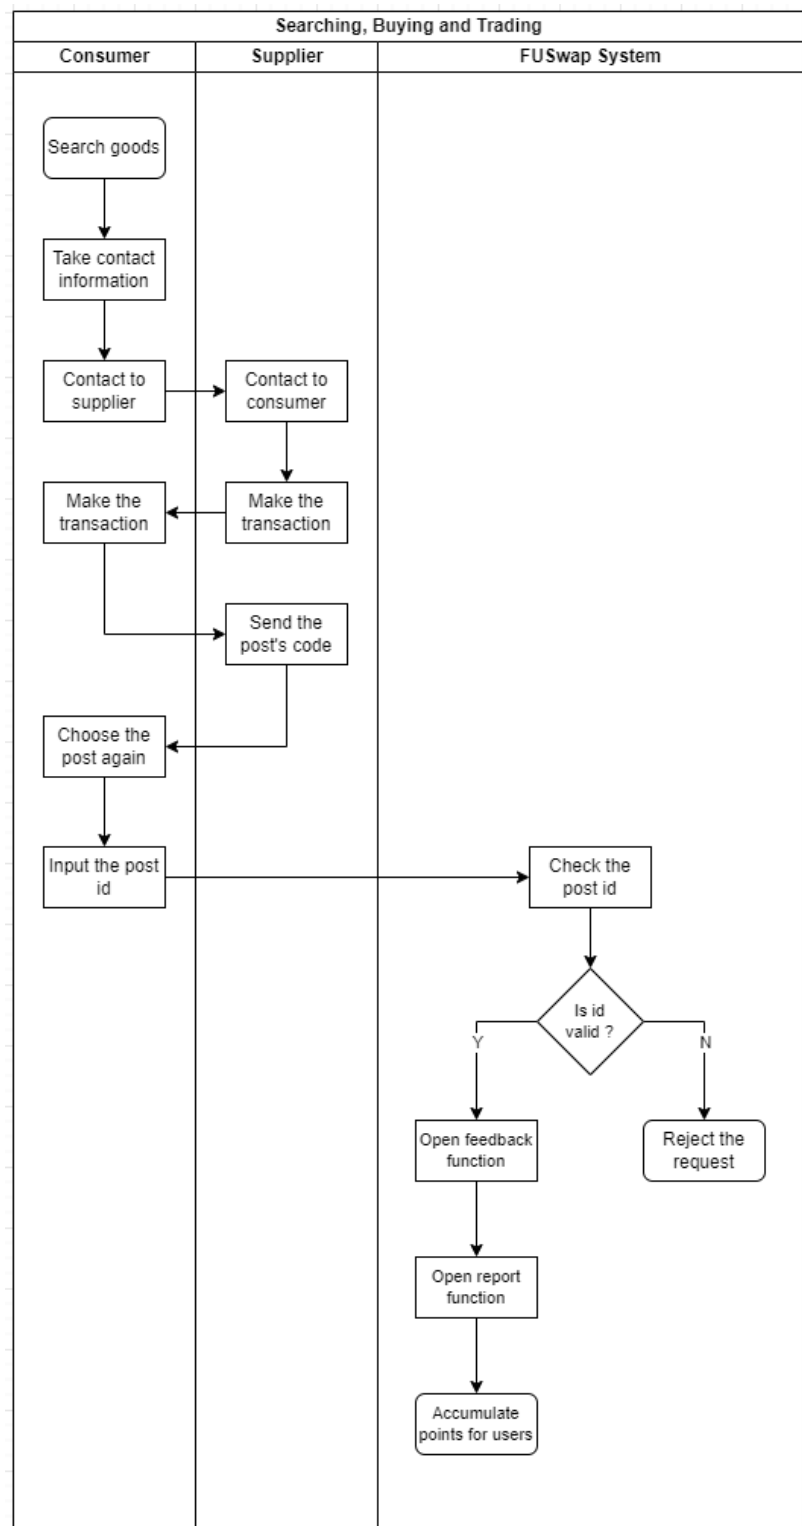 Searching, Buying and Trading
Consumer
Supplier
FUSwap System
Search goods
Take contact
information
Contact to
supplier
Contact to
consumer
Make the
transaction
Make the
transaction
Send the
post's code
Choose the
post again
Input the post
id
Check the
post id
Is id
valid ?
Y
N
Open feedback
function
Reject the
request
Open report
function
Accumulate
points for users